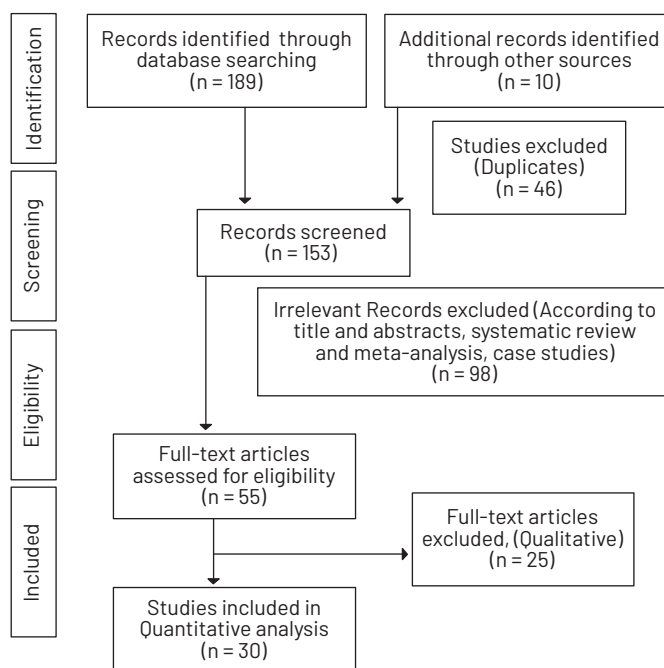 Identification
Records identified through
database searching
(n = 189)
Additional records identified
through other sources
(n = 10)
Studies excluded
(Duplicates)
n = 46)
Screening
Records screened
(n = 153)
Irrelevant Records excluded (According to
title and abstracts, systematic review
and meta-analysis, case studies)
(n = 98)
Eligibility
Full-text articles
assessed for eligibility
(n = 55)
Included
Full-text articles
excluded, (Qualitative)
n = 25)
Studies included in
Quantitative analysis
(n = 30)